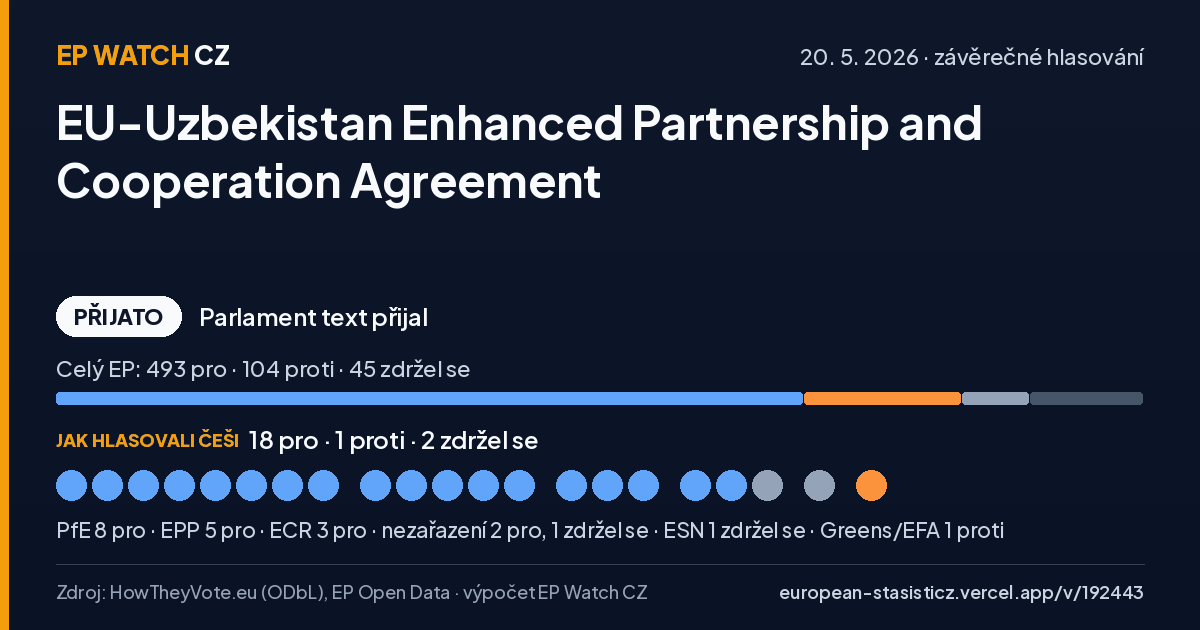 EP WATCH CZ
20. 5. 2026 · závěrečné hlasování
EU–Uzbekistan Enhanced Partnership and
Cooperation Agreement
PŘIJATO Parlament text přijal
Celý EP: 493 pro · 104 proti · 45 zdržel se
JAK HLASOVALI ČEŠI 18 pro · 1 proti · 2 zdržel se
PfE 8 pro · EPP 5 pro · ECR 3 pro · nezařazení 2 pro, 1 zdržel se · ESN 1 zdržel se · Greens/EFA 1 proti
Zdroj: HowTheyVote.eu (ODbL), EP Open Data · výpočet EP Watch CZ
european-stasisticz.vercel.app/v/192443